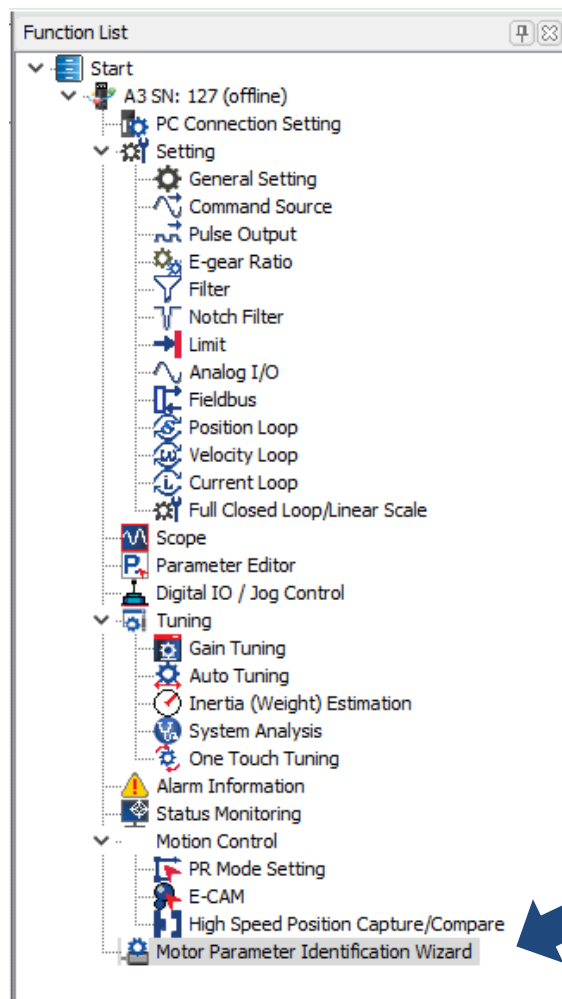 Function List
Start
A3 SN: 127 (offline)
PC Connection Setting
Setting
General Setting
Command Source
Pulse Output
E-gear Ratio
Filter
Notch Filter
Limit
Analog I/O
Fieldbus
Position Loop
Velocity Loop
Current Loop
Full Closed Loop/Linear Scale
Scope
Parameter Editor
Digital IO / Jog Control
Tuning
Gain Tuning
Auto Tuning
Inertia (Weight) Estimation
System Analysis
One Touch Tuning
Alarm Information
Status Monitoring
Motion Control
PR Mode Setting
E-CAM
High Speed Position Capture/Compare
Motor Parameter Identification Wizard